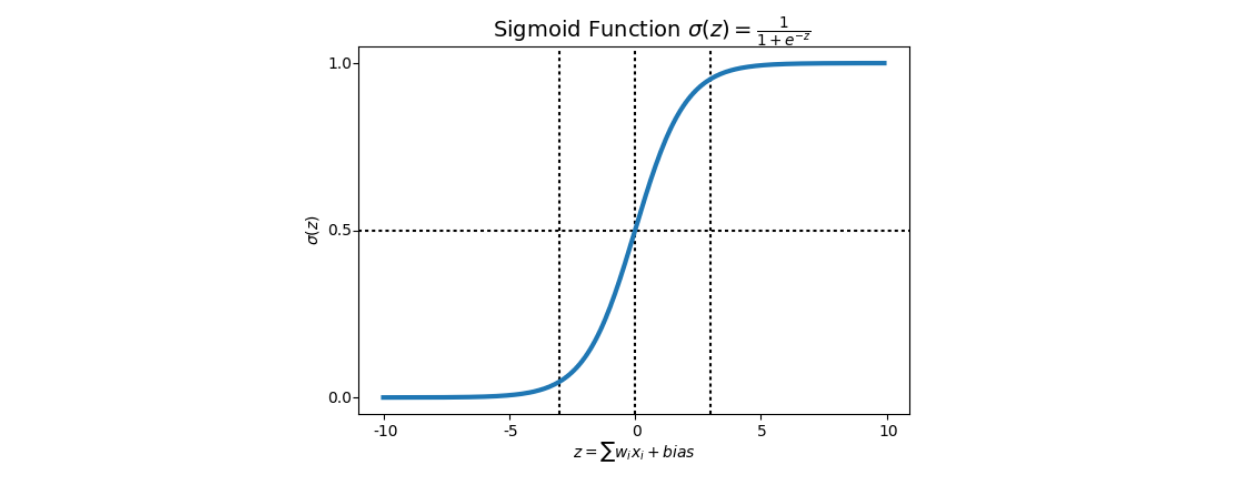 Sigmoid Function σ(z) = 1/(1+e^{-z})
1.0
0.5
0.0
σ(z)
-10 -5 0 5 10
z = ∑w_i x_i + bias